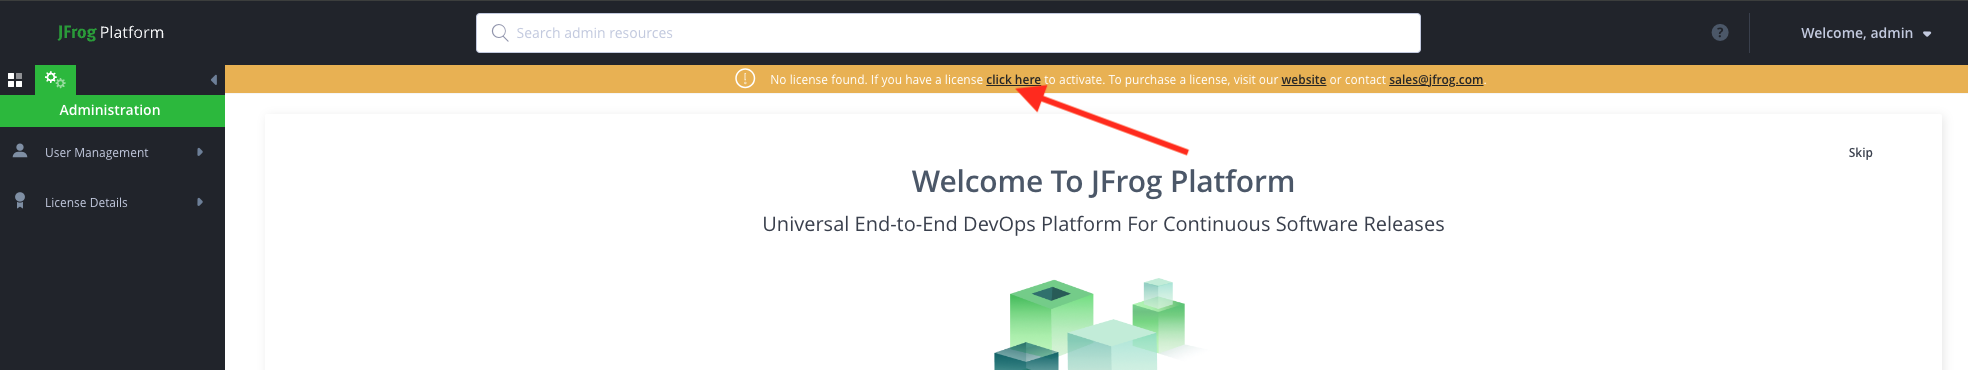 JFrog Platform
Search admin resources
?
Welcome, admin
! No license found. If you have a license click here to activate. To purchase a license, visit our website or contact sales@jfrog.com.
Administration
User Management
License Details
Skip
Welcome To JFrog Platform
Universal End-to-End DevOps Platform For Continuous Software Releases